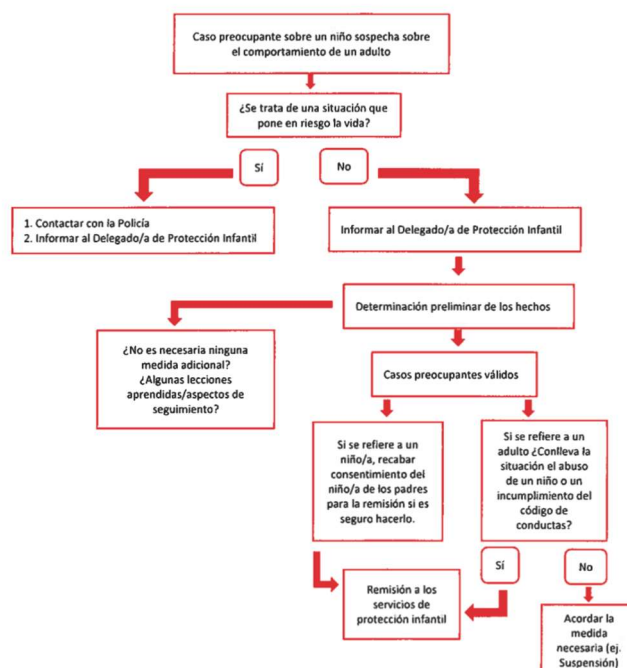 Caso preocupante sobre un niño sospecha sobre
el comportamiento de un adulto
¿Se trata de una situación que
pone en riesgo la vida?
Sí
No
1. Contactar con la Policía
2. Informar al Delegado/a de Protección Infantil
Informar al Delegado/a de Protección Infantil
Determinación preliminar de los hechos
¿No es necesaria ninguna
medida adicional?
¿Algunas lecciones
aprendidas/aspectos de
seguimiento?
Casos preocupantes válidos
Si se refiere a un
niño/a, recabar
consentimiento del
niño/a de los padres
para la remisión si es
seguro hacerlo.
Si se refiere a un
adulto ¿Conlleva la
situación el abuso
de un niño o un
incumplimiento del
código de
conductas?
Sí
No
Remisión a los
servicios de
protección infantil
Acordar la
medida
necesaria (ej.
Suspensión)